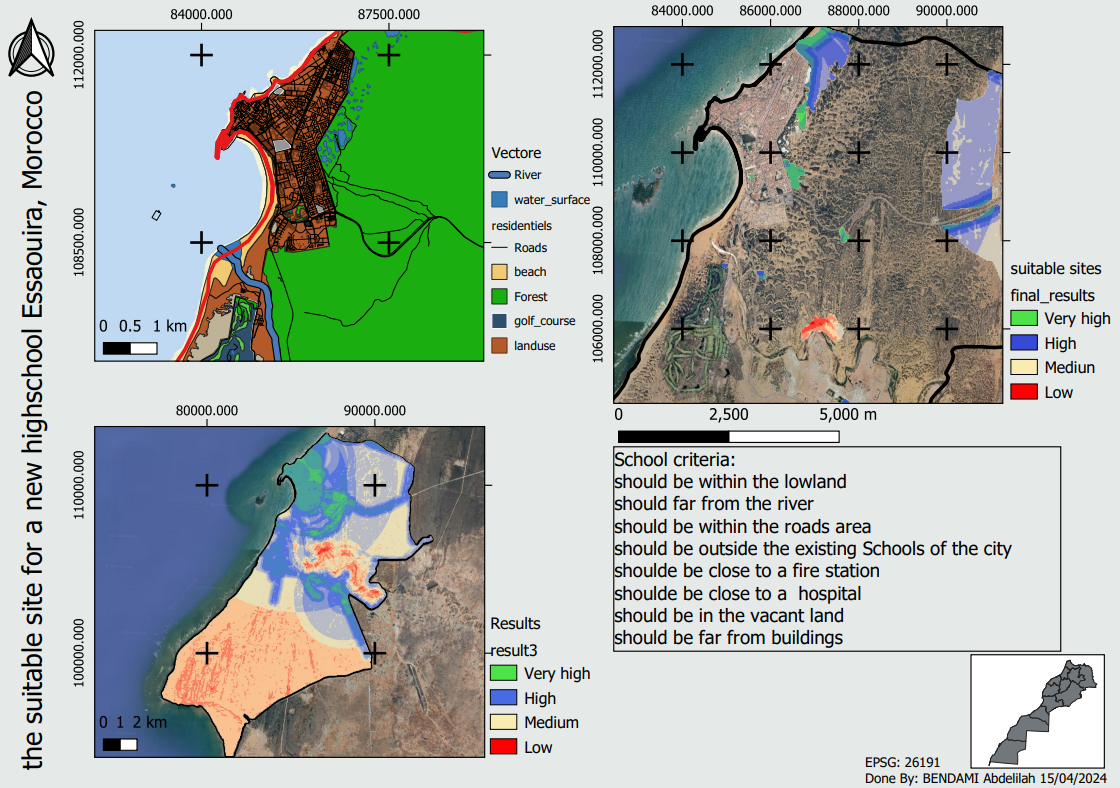 the suitable site for a new highschool Essaouira, Morocco
84000.000
87500.000
112000.000
108500.000
0 0.5 1 km
Vectore
River
water_surface
residentiels
Roads
beach
Forest
golf_course
landuse
84000.000
86000.000
88000.000
90000.000
112000.000
110000.000
108000.000
106000.000
suitable sites
final_results
Very high
High
Mediun
Low
0 2,500 5,000 m
80000.000
90000.000
110000.000
100000.000
0 1 2 km
Results
result3
Very high
High
Medium
Low
School criteria:
should be within the lowland
should far from the river
should be within the roads area
should be outside the existing Schools of the city
shoulde be close to a fire station
shoulde be close to a hospital
should be in the vacant land
should be far from buildings
EPSG: 26191
Done By: BENDAMI Abdelilah 15/04/2024